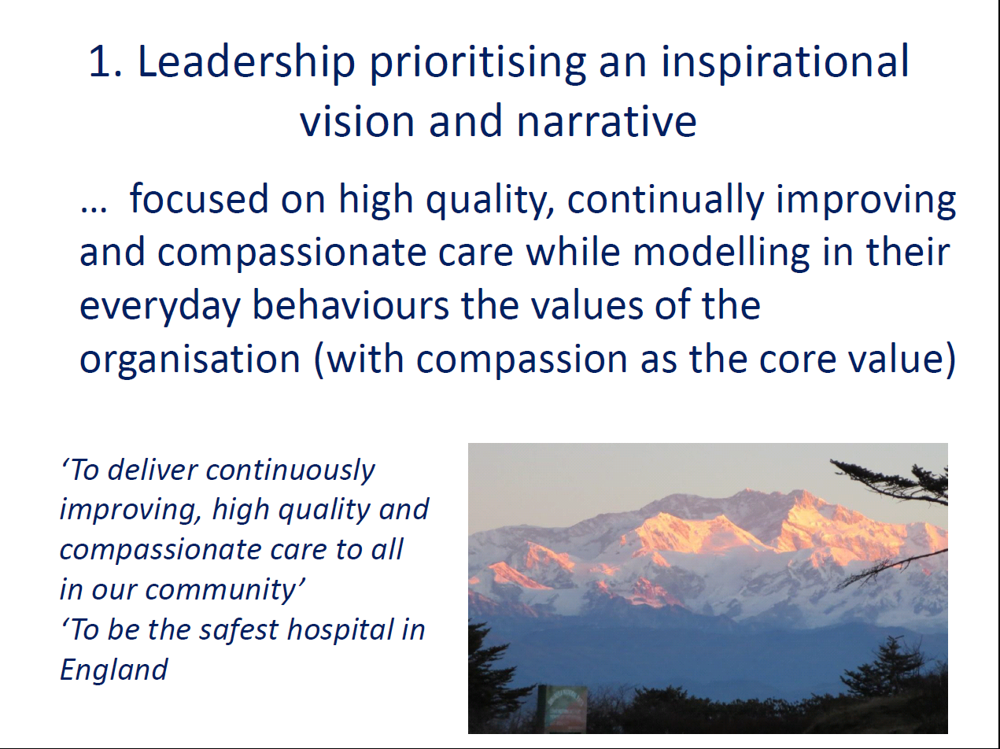 1. Leadership prioritising an inspirational
vision and narrative
… focused on high quality, continually improving
and compassionate care while modelling in their
everyday behaviours the values of the
organisation (with compassion as the core value)
‘To deliver continuously
improving, high quality and
compassionate care to all
in our community’
‘To be the safest hospital in
England